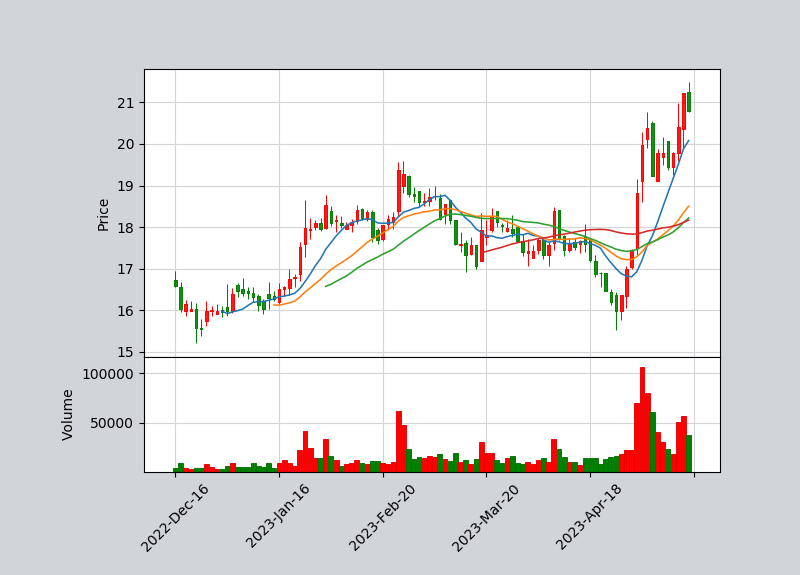 Price
21
20
19
18
17
16
15
Volume
100000
50000
2022-Dec-16
2023-Jan-16
2023-Feb-20
2023-Mar-20
2023-Apr-18